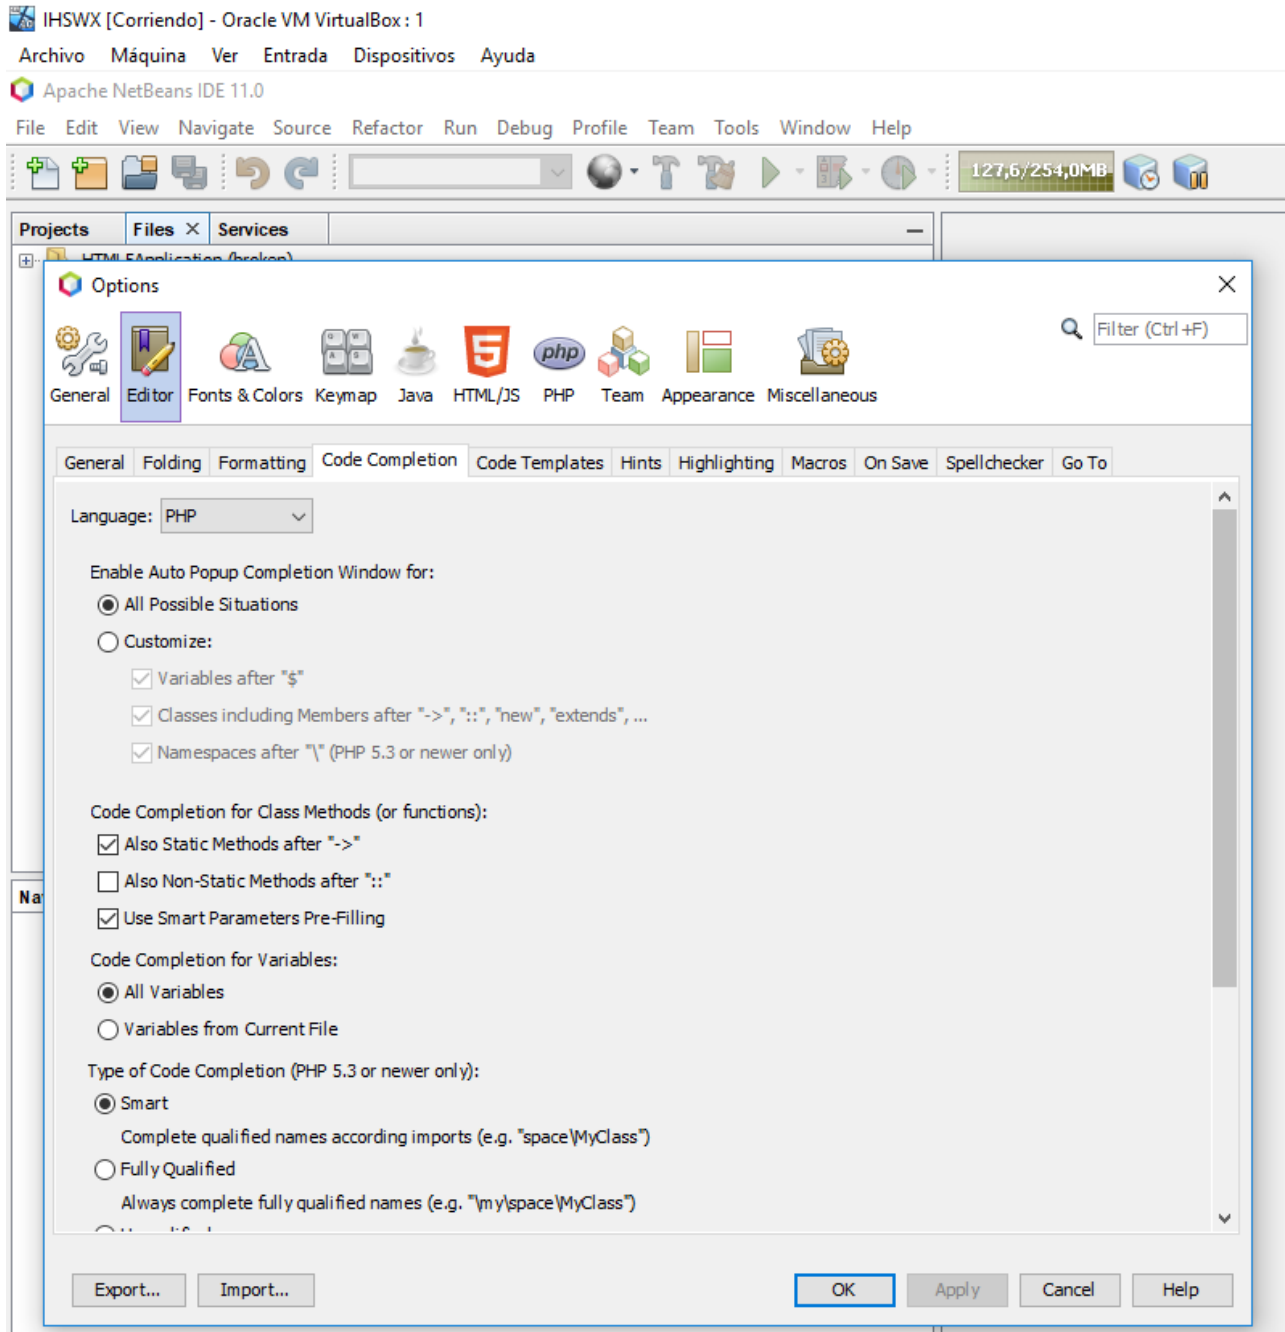 IHSWX [Corriendo] - Oracle VM VirtualBox : 1
Archivo Máquina Ver Entrada Dispositivos Ayuda
Apache NetBeans IDE 11.0
File Edit View Navigate Source Refactor Run Debug Profile Team Tools Window Help
127,6/254,0MB
Projects Files Services
HTML5Application (broken)
Options
Filter (Ctrl+F)
General Editor Fonts & Colors Keymap Java HTML/JS PHP Team Appearance Miscellaneous
General Folding Formatting Code Completion Code Templates Hints Highlighting Macros On Save Spellchecker Go To
Language: PHP
Enable Auto Popup Completion Window for:
All Possible Situations
Customize:
Variables after "$"
Classes including Members after "->", "::", "new", "extends", ...
Namespaces after "\" (PHP 5.3 or newer only)
Code Completion for Class Methods (or functions):
Also Static Methods after "->"
Also Non-Static Methods after "::"
Na
Use Smart Parameters Pre-Filling
Code Completion for Variables:
All Variables
Variables from Current File
Type of Code Completion (PHP 5.3 or newer only):
Smart
Complete qualified names according imports (e.g. "space\MyClass")
Fully Qualified
Always complete fully qualified names (e.g. "\my\space\MyClass")
Export... Import... OK Apply Cancel Help